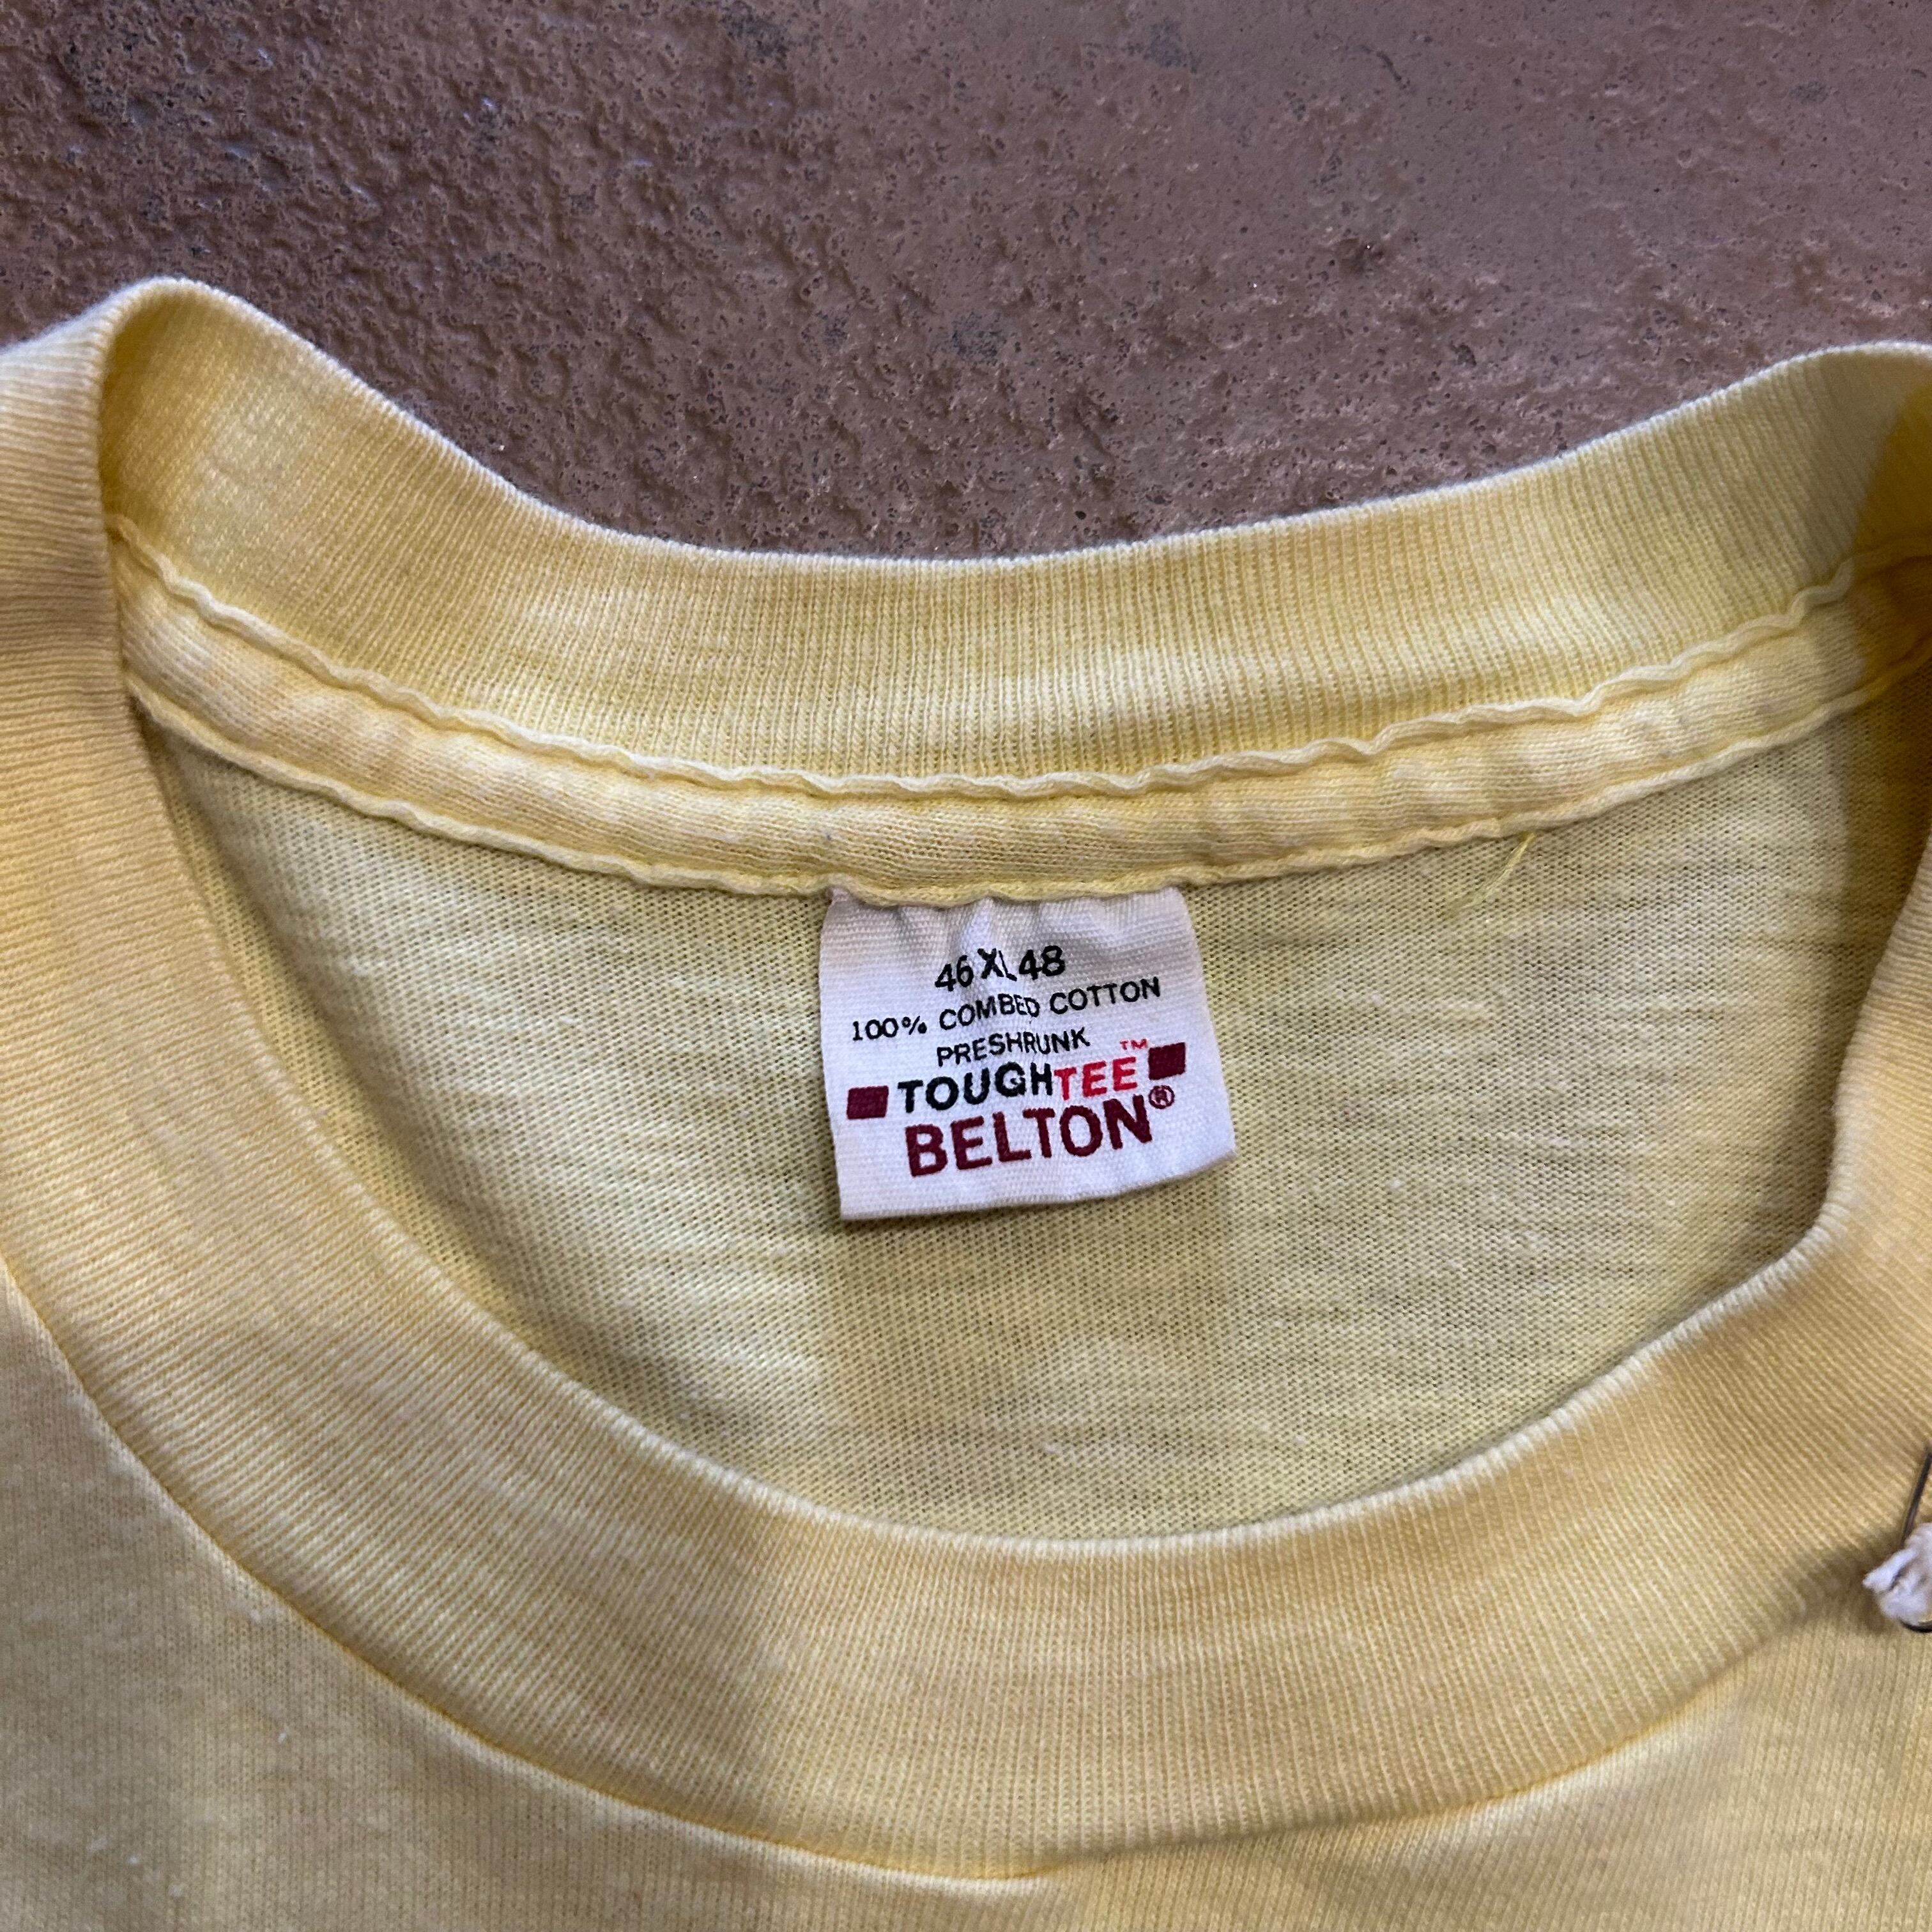 46 XL 48
100% COMBED COTTON
PRESHRUNK
TOUGHTEE™
BELTON®